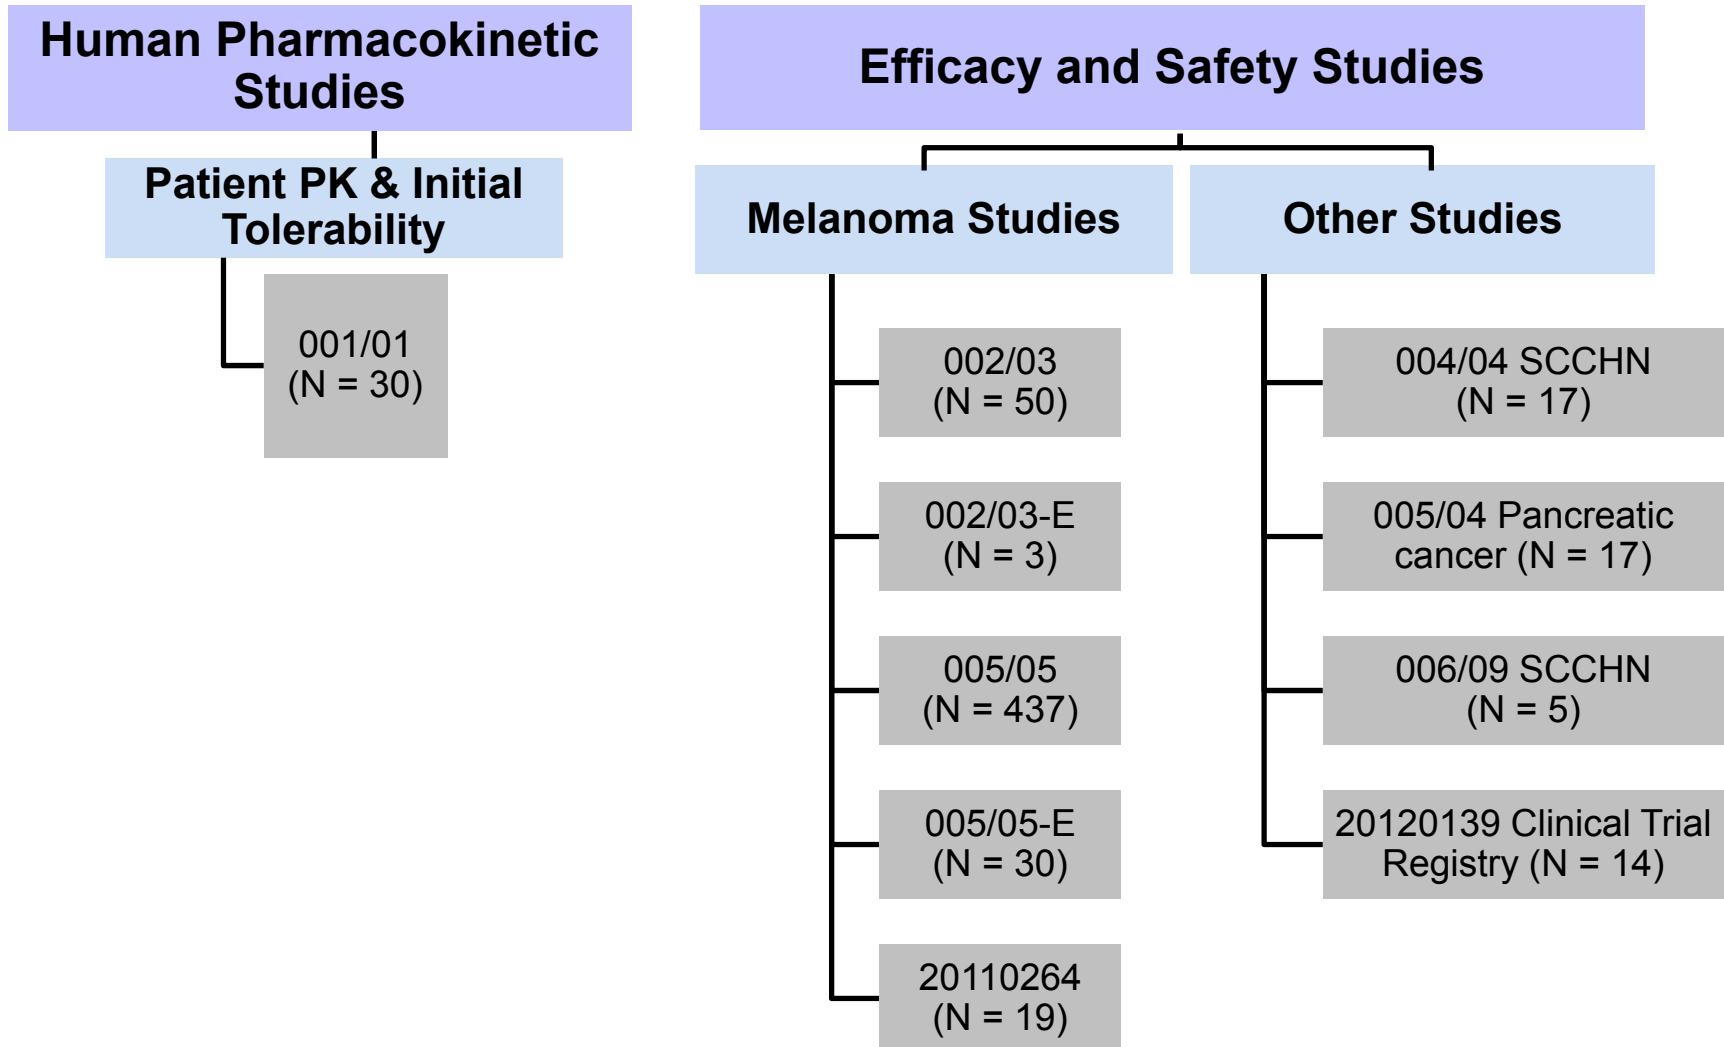 Human Pharmacokinetic
Studies
Patient PK & Initial
Tolerability
001/01
(N = 30)
Efficacy and Safety Studies
Melanoma Studies
002/03
(N = 50)
002/03-E
(N = 3)
005/05
(N = 437)
005/05-E
(N = 30)
20110264
(N = 19)
Other Studies
004/04 SCCHN
(N = 17)
005/04 Pancreatic
cancer (N = 17)
006/09 SCCHN
(N = 5)
20120139 Clinical Trial
Registry (N = 14)